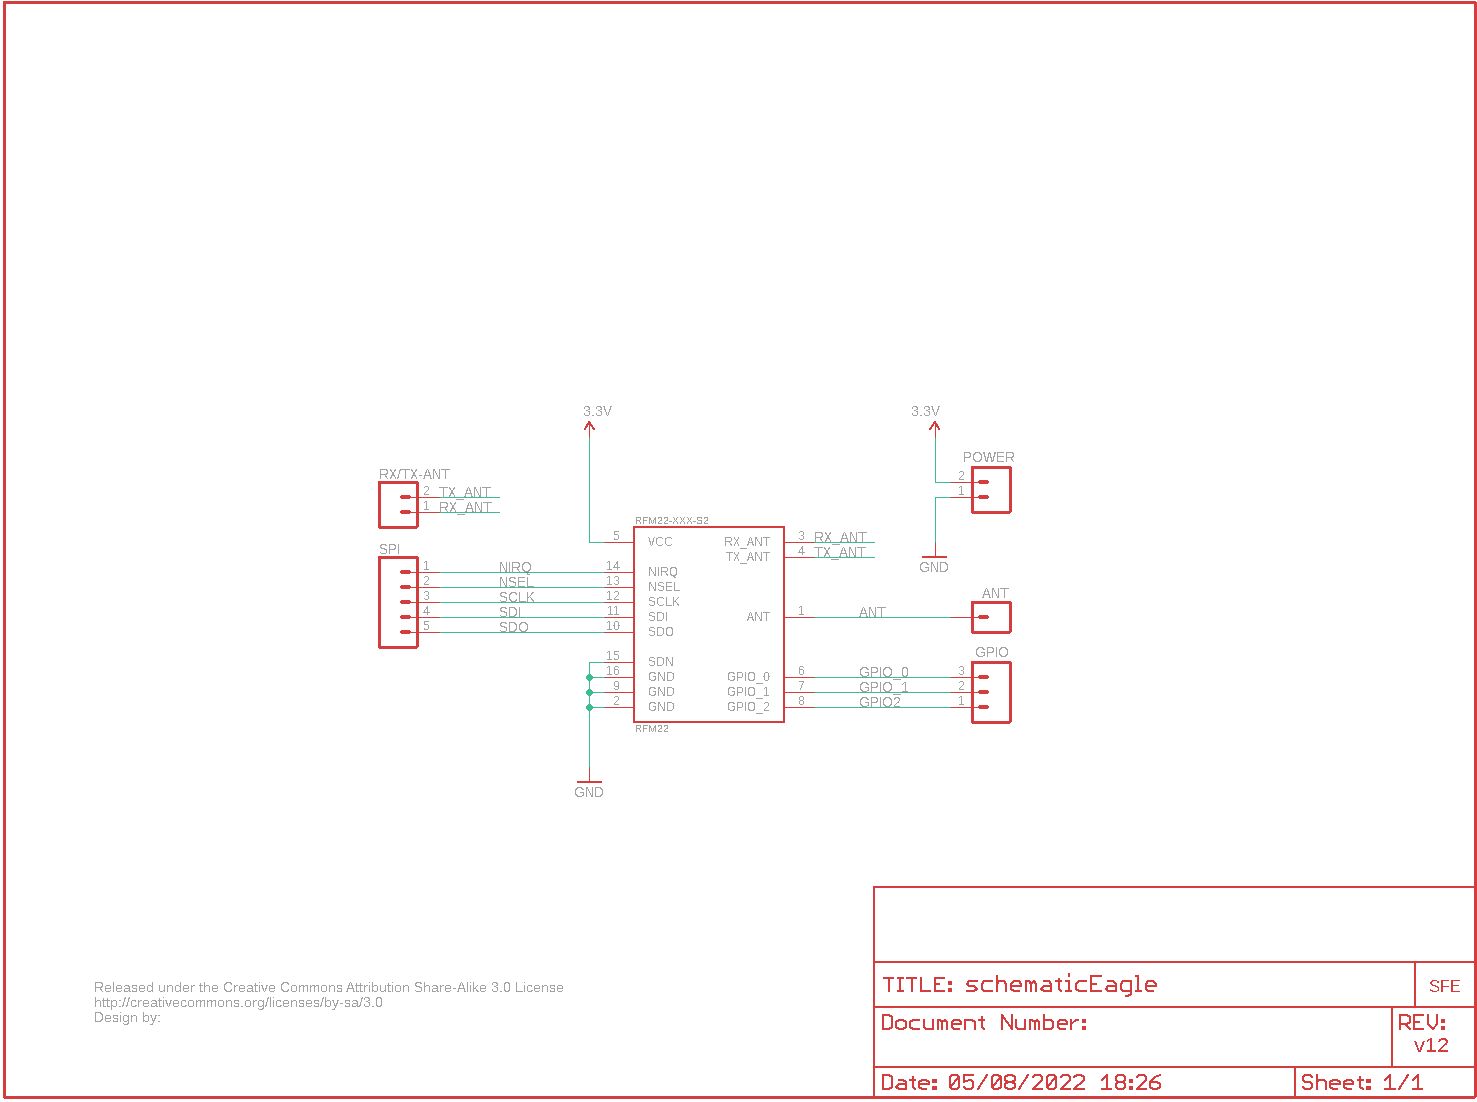 3.3V
3.3V
POWER
2
1
GND
RX/TX-ANT
2 TX_ANT
1 RX_ANT
SPI
1 NIRQ 14
2 NSEL 13
3 SCLK 12
4 SDI 11
5 SDO 10
RFM22-XXX-S2
5 VCC
NIRQ
NSEL
SCLK
SDI
SDO
15 SDN
16 GND
9 GND
2 GND
RX_ANT 3 RX_ANT
TX_ANT 4 TX_ANT
ANT 1 ANT
GPIO_0 6 GPIO_0 3
GPIO_1 7 GPIO_1 2
GPIO_2 8 GPIO2 1
RFM22
ANT
GPIO
GND
Released under the Creative Commons Attribution Share-Alike 3.0 License
http://creativecommons.org/licenses/by-sa/3.0
Design by:
TITLE: schematicEagle
SFE
Document Number:
REV:
v12
Date: 05/08/2022 18:26
Sheet: 1/1